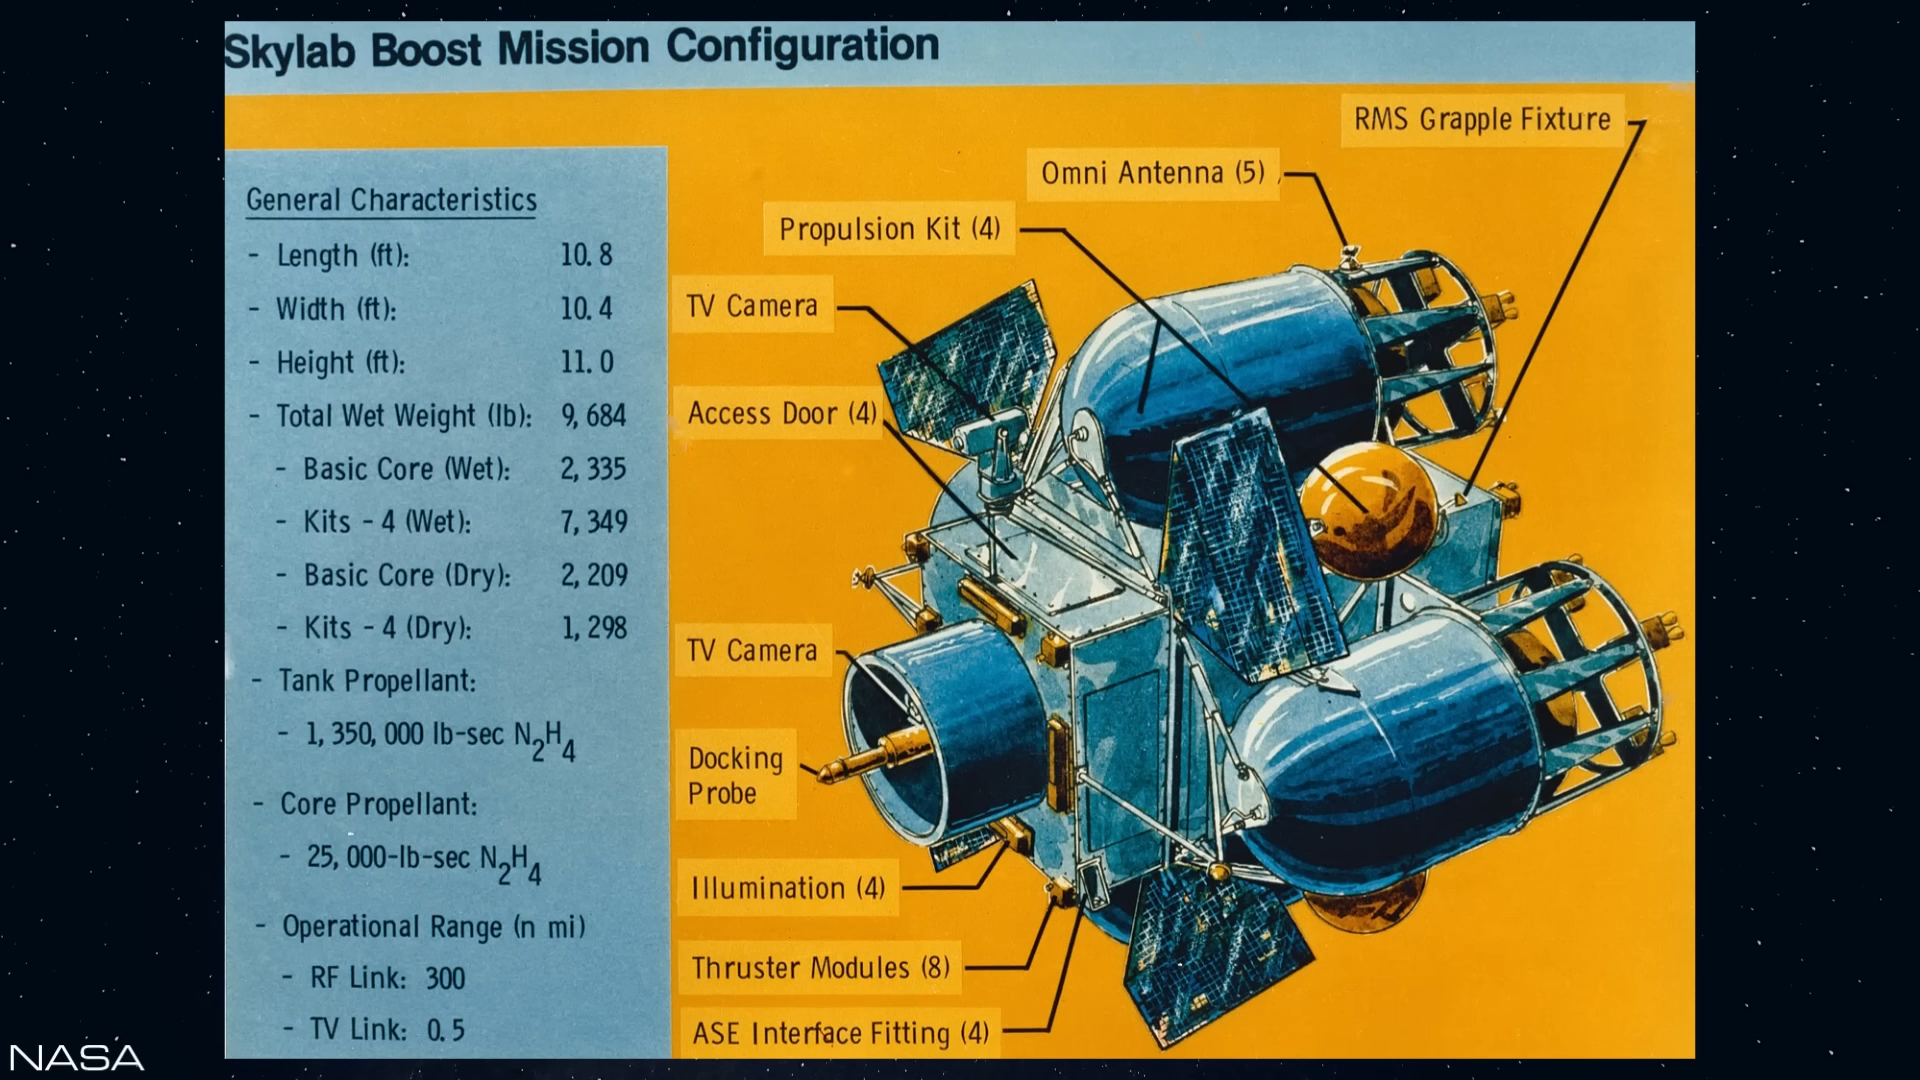 Skylab Boost Mission Configuration
RMS Grapple Fixture
Omni Antenna (5)
Propulsion Kit (4)
TV Camera
Access Door (4)
TV Camera
Docking
Probe
Illumination (4)
Thruster Modules (8)
ASE Interface Fitting (4)
General Characteristics
- Length (ft): 10.8
- Width (ft): 10.4
- Height (ft): 11.0
- Total Wet Weight (lb): 9,684
- Basic Core (Wet): 2,335
- Kits - 4 (Wet): 7,349
- Basic Core (Dry): 2,209
- Kits - 4 (Dry): 1,298
- Tank Propellant:
- 1,350,000 lb-sec N2H4
- Core Propellant:
- 25,000-lb-sec N2H4
- Operational Range (n mi)
- RF Link: 300
- TV Link: 0.5
NASA